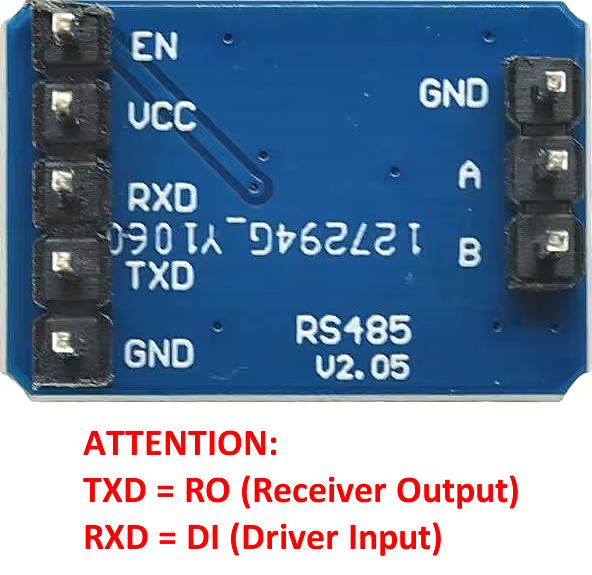 EN
VCC
RXD
TXD
GND
GND
A
B
127294G_Y1060
RS485
V2.05
ATTENTION:
TXD = RO (Receiver Output)
RXD = DI (Driver Input)